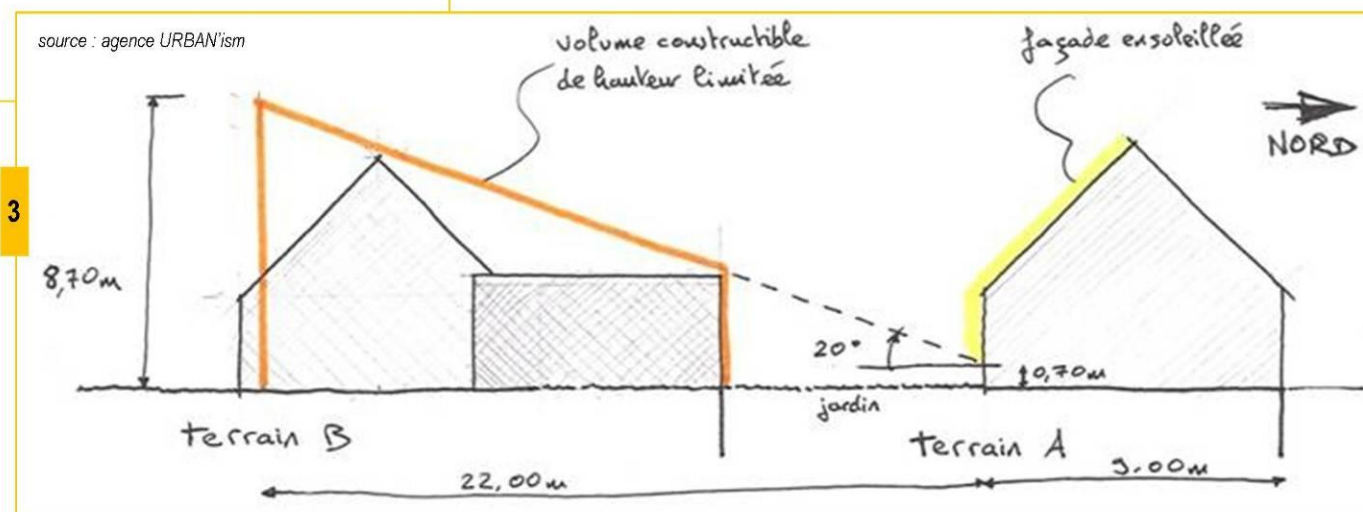 source : agence URBAN'ism
volume constructible
de hauteur limitée
façade ensoleillée
NORD
3
8,70m
20°
0,70m
jardin
terrain B
terrain A
22,00m
9.00m